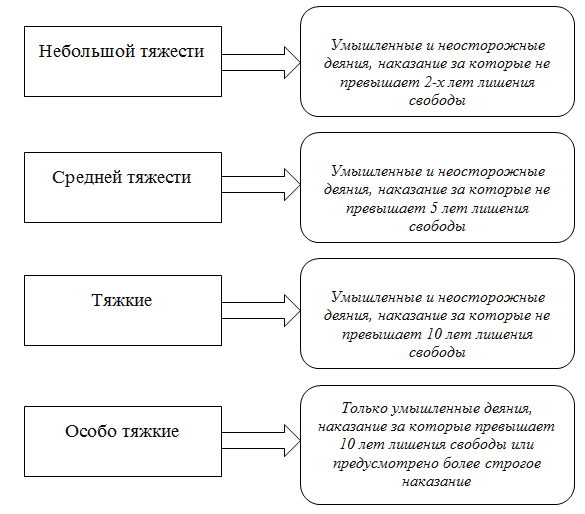 Небольшой тяжести
Умышленные и неосторожные
деяния, наказание за которые не
превышает 2-х лет лишения
свободы
Средней тяжести
Умышленные и неосторожные
деяния, наказание за которые не
превышает 5 лет лишения
свободы
Тяжкие
Умышленные и неосторожные
деяния, наказание за которые не
превышает 10 лет лишения
свободы
Особо тяжкие
Только умышленные деяния,
наказание за которые превышает
10 лет лишения свободы или
предусмотрено более строгое
наказание